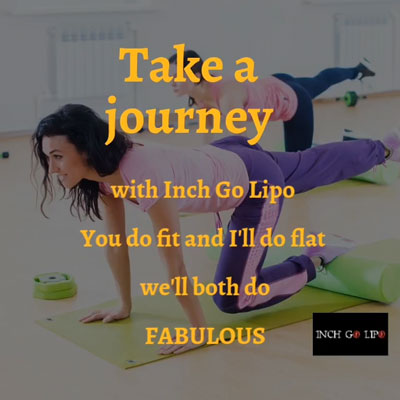 Take a
journey
with Inch Go Lipo
You do fit and I'll do flat
we'll both do
FABULOUS
INCH GO LIPO